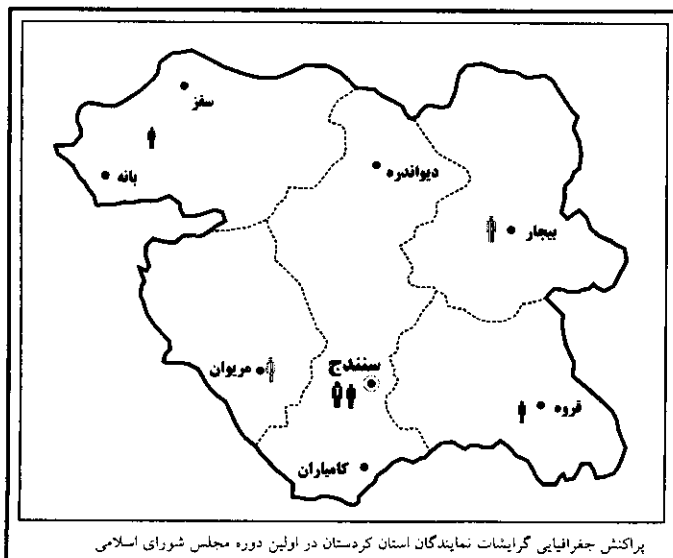 سقز
بانه
دیواندره
بیجار
مریوان
سنندج
قروه
کامیاران
پراکنش جغرافیایی گرایشات نمایندگان استان کردستان در اولین دوره مجلس شورای اسلامی